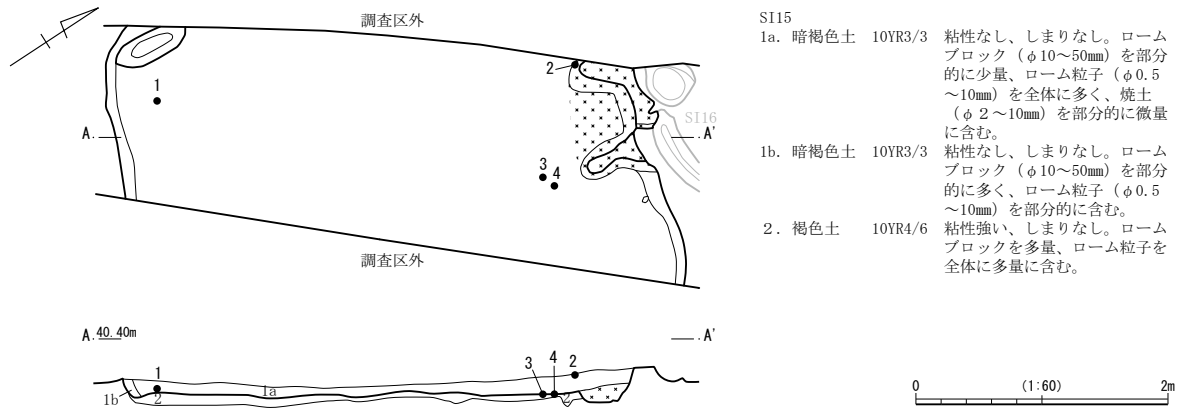 調査区外
1
2
SI16
A.
.A'
3
4
調査区外
A. 40.40m
.A'
1
3
4
2
1a
1b
2
2
SI15
1a. 暗褐色土 10YR3/3 粘性なし、しまりなし。ローム
ブロック（φ10～50㎜）を部分
的に少量、ローム粒子（φ0.5
～10㎜）を全体に多く、焼土
（φ２～10㎜）を部分的に微量
に含む。
1b. 暗褐色土 10YR3/3 粘性なし、しまりなし。ローム
ブロック（φ10～50㎜）を部分
的に多く、ローム粒子（φ0.5
～10㎜）を部分的に含む。
２. 褐色土 10YR4/6 粘性強い、しまりなし。ローム
ブロックを多量、ローム粒子を
全体に多量に含む。
0 (1:60) 2m